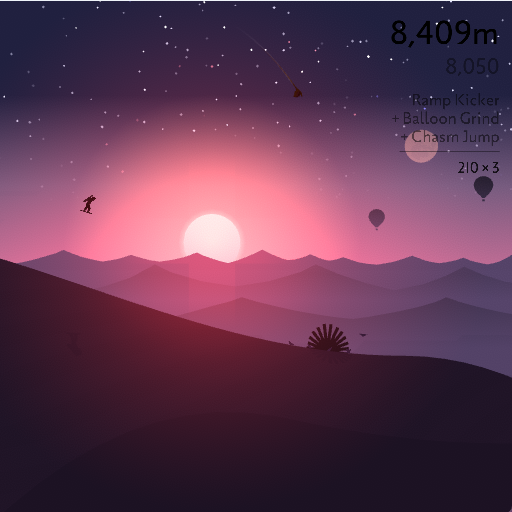 8,409m
8,050
Ramp Kicker
+ Balloon Grind
+ Chasm Jump
210 × 3